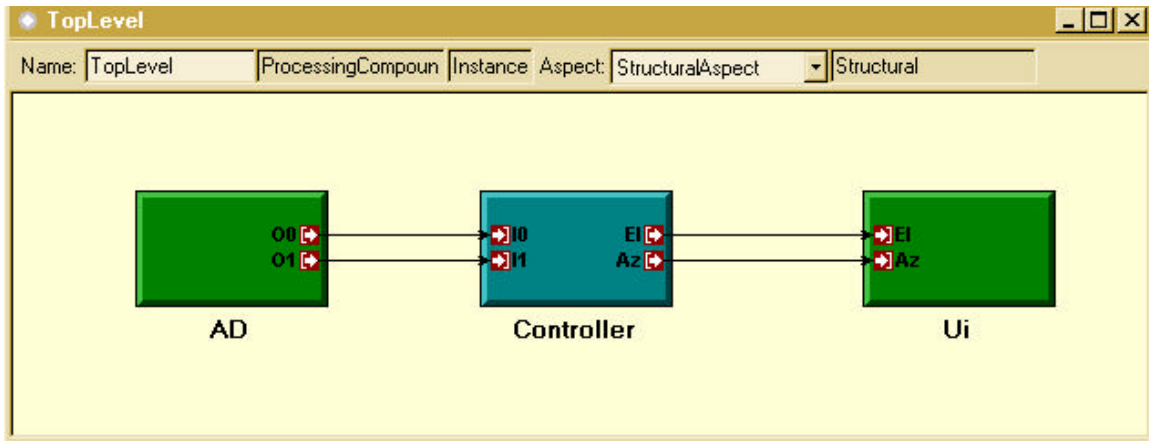 TopLevel
Name: TopLevel ProcessingCompoun Instance Aspect: StructuralAspect Structural
O0 I0 El El
O1 I1 Az Az
AD Controller Ui